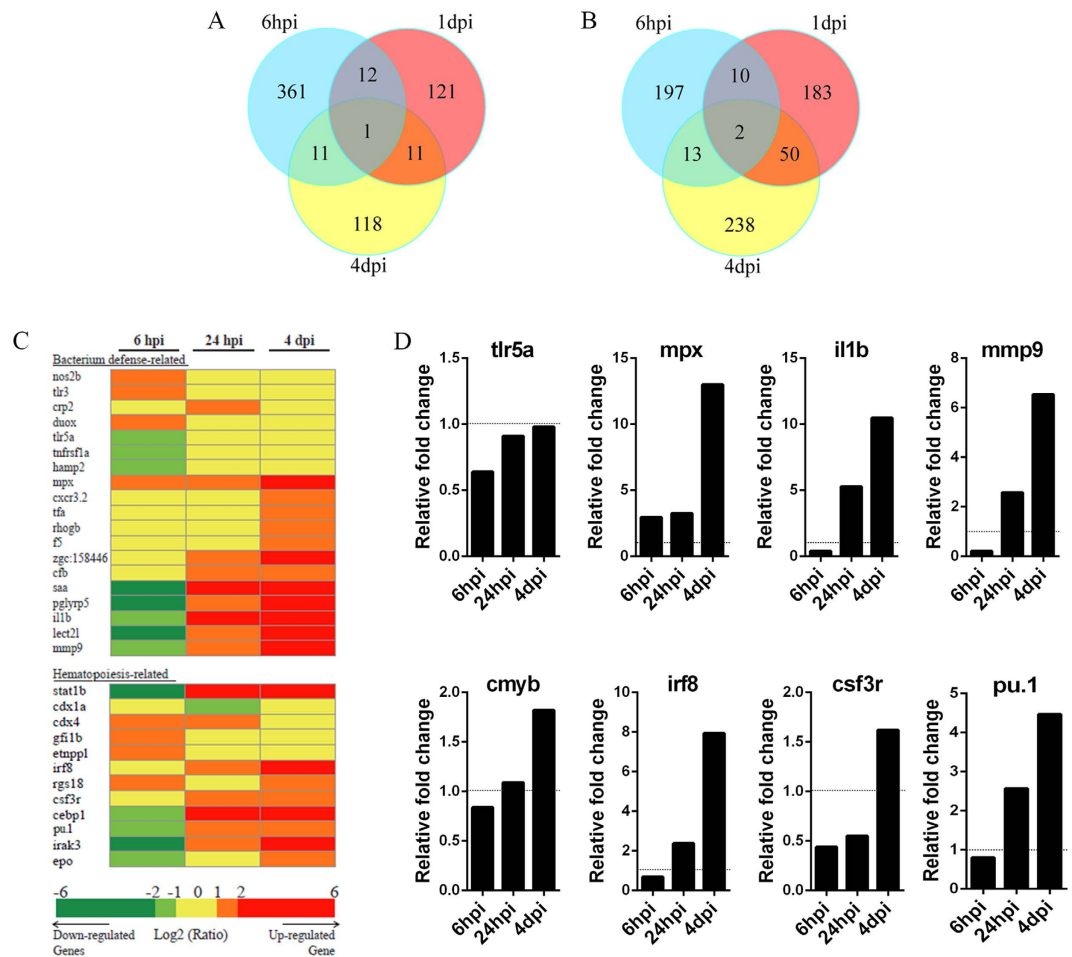 A
6hpi
1dpi
361
12
121
1
11
11
118
4dpi
B
6hpi
1dpi
197
10
183
2
13
50
238
4dpi
C
6 hpi 24 hpi 4 dpi
Bacterium defense-related
nos2b
tlr3
crp2
duox
tlr5a
tnfrsf1a
hamp2
mpx
cxcr3.2
tfa
rhogb
f5
zgc:158446
cfb
saa
pglyrp5
il1b
lect2l
mmp9
Hematopoiesis-related
stat1b
cdx1a
cdx4
gfi1b
etnppl
irf8
rgs18
csf3r
cebp1
pu.1
irak3
epo
-6 -2 -1 0 1 2 6
Down-regulated Genes
Log2 (Ratio)
Up-regulated Gene
D
tlr5a
Relative fold change
1.5
1.0
0.5
0.0
6hpi 24hpi 4dpi
mpx
Relative fold change
15
10
5
0
6hpi 24hpi 4dpi
il1b
Relative fold change
15
10
5
0
6hpi 24hpi 4dpi
mmp9
Relative fold change
8
6
4
2
0
6hpi 24hpi 4dpi
cmyb
Relative fold change
2.0
1.5
1.0
0.5
0.0
6hpi 24hpi 4dpi
irf8
Relative fold change
10
8
6
4
2
0
6hpi 24hpi 4dpi
csf3r
Relative fold change
2.0
1.5
1.0
0.5
0.0
6hpi 24hpi 4dpi
pu.1
Relative fold change
5
4
3
2
1
0
6hpi 24hpi 4dpi